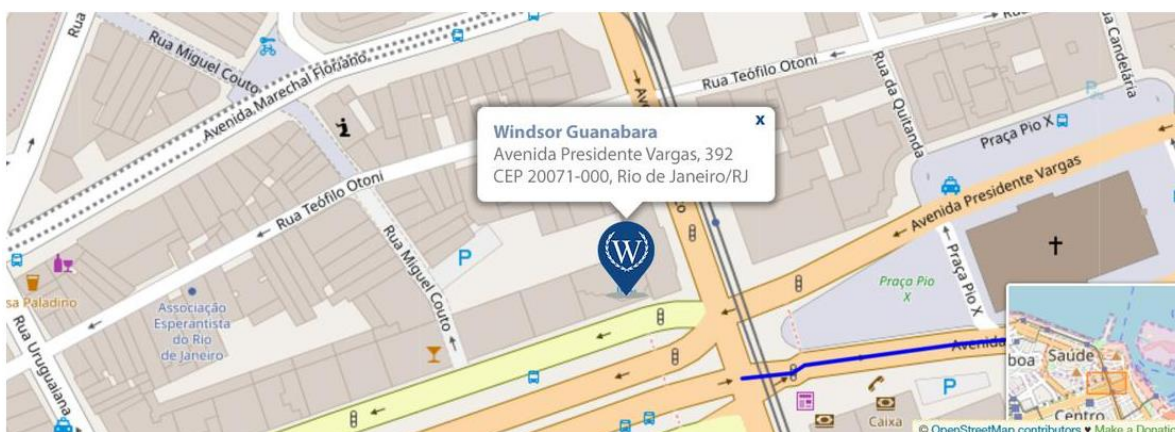 Rua Miguel Couto
Avenida Marechal Floriano
Rua
Rua Teófilo Otoni
Rua da Quitanda
Rua Candelária
Praça Pio X
x
Windsor Guanabara
Avenida Presidente Vargas, 392
CEP 20071-000, Rio de Janeiro/RJ
W
Rua Teófilo Otoni
Rua Miguel Couto
P
Avenida Presidente Vargas
Praça Pio
X
Praça Pio X
sa Paladino
Associação
Esperantista
do Rio
de Janeiro
Rua Uruguaiana
Avenida
P
Caixa
boa
Saúde
Centro
© OpenStreetMap contributors ♥ Make a Donatio